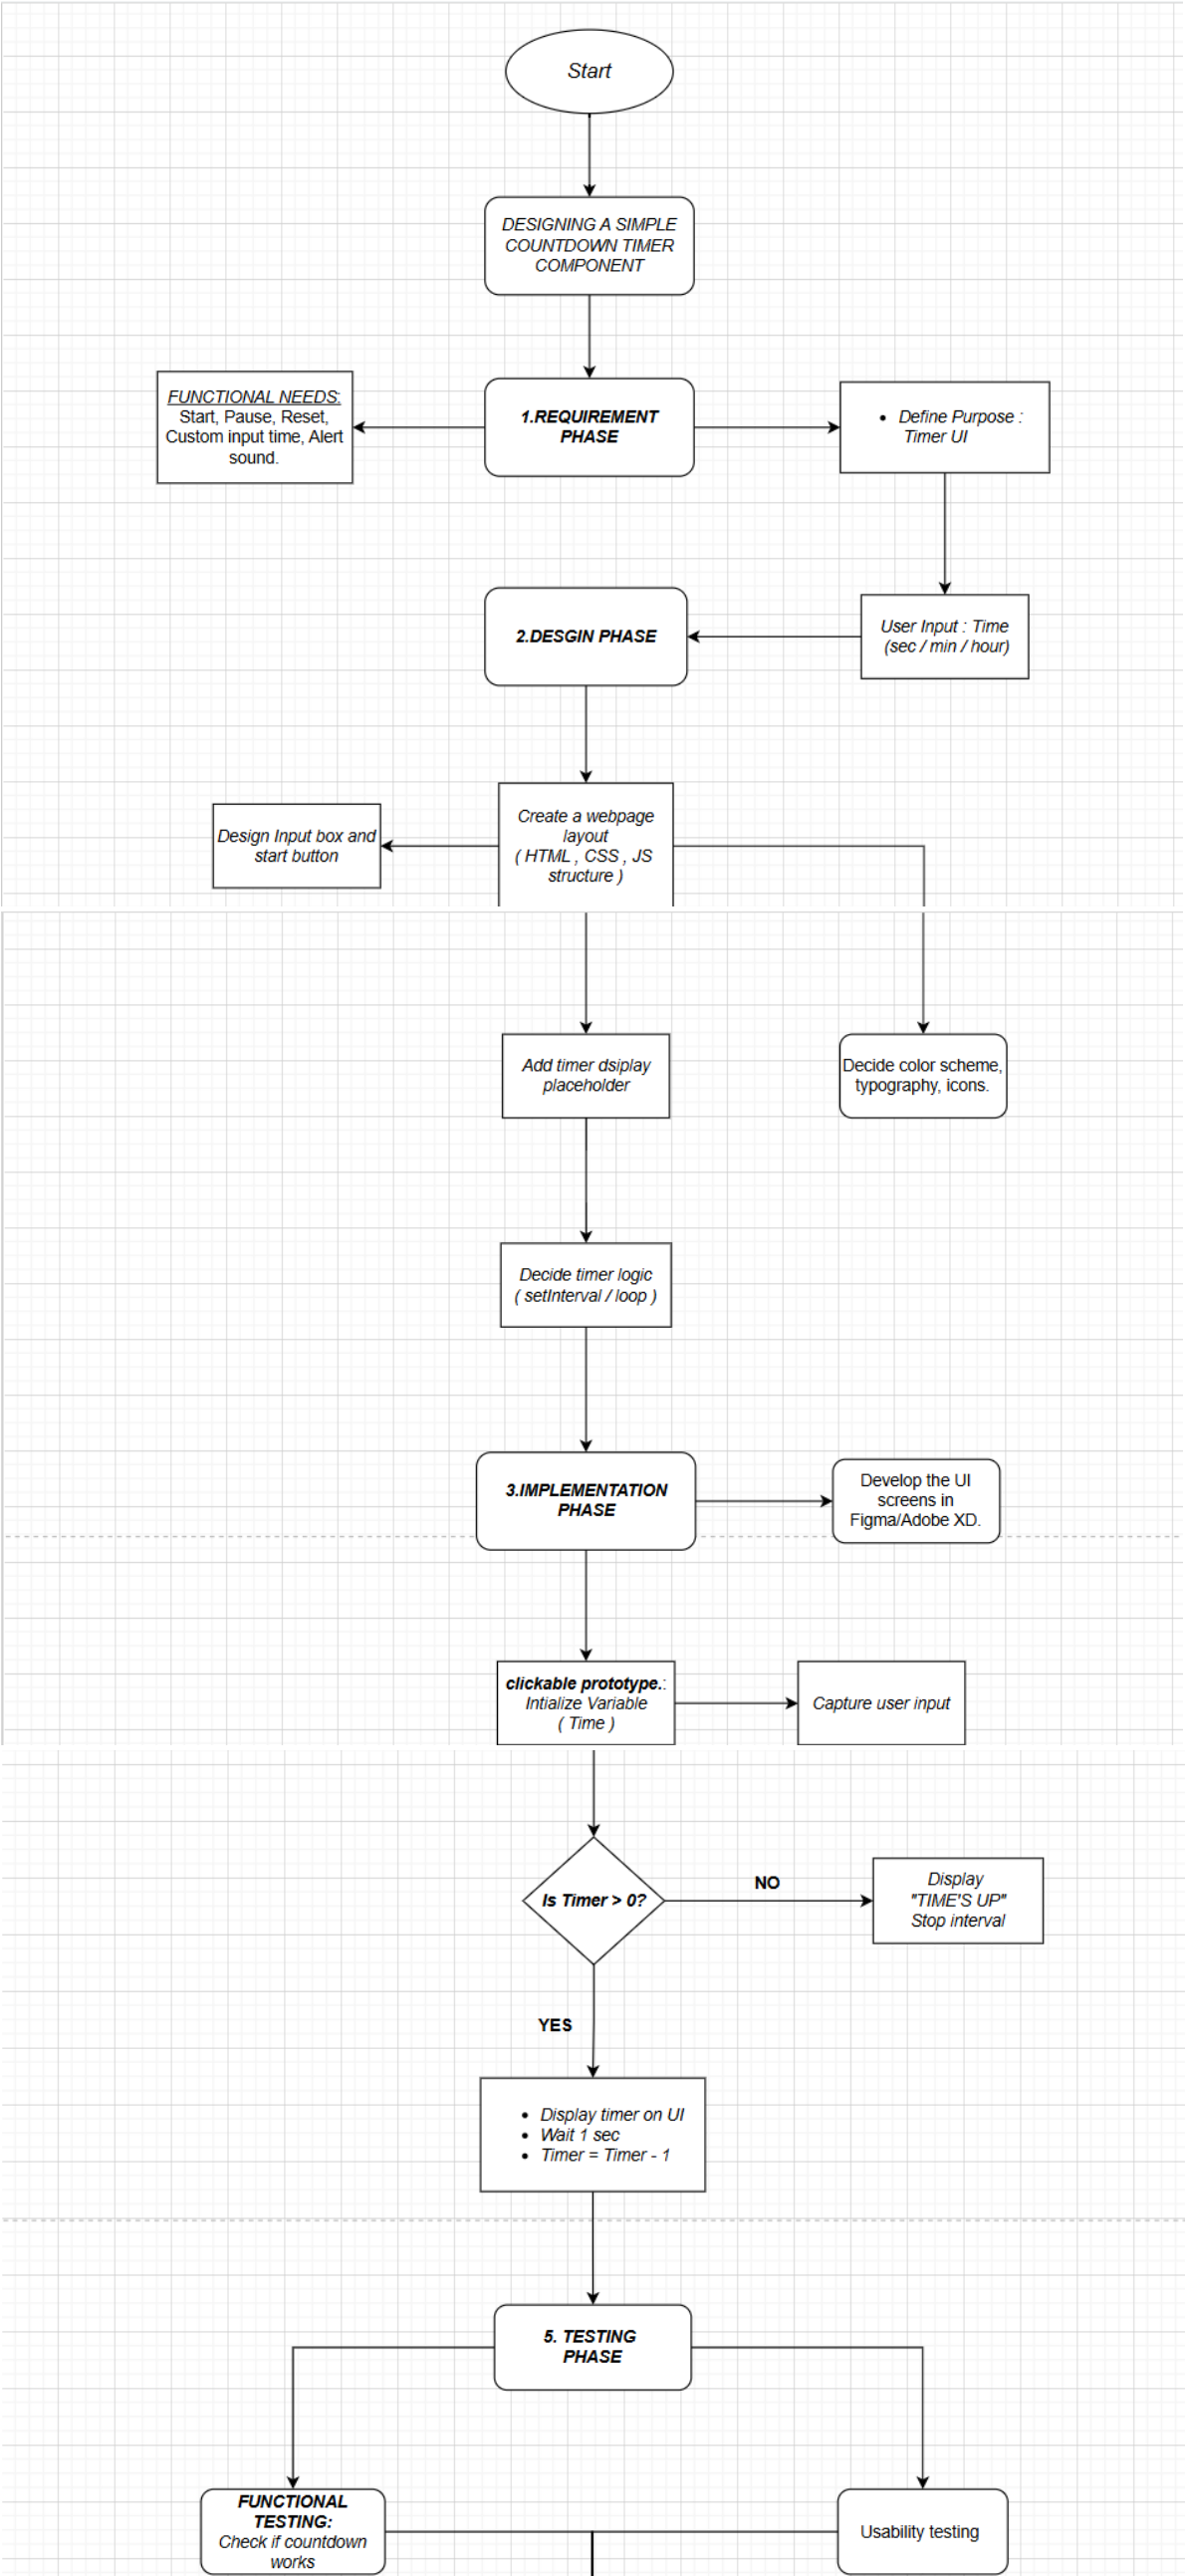 Start
DESIGNING A SIMPLE
COUNTDOWN TIMER
COMPONENT
FUNCTIONAL NEEDS:
Start, Pause, Reset,
Custom input time, Alert
sound.
1.REQUIREMENT
PHASE
• Define Purpose :
Timer UI
2.DESGIN PHASE
User Input : Time
(sec / min / hour)
Design Input box and
start button
Create a webpage
layout
( HTML , CSS , JS
structure )
Add timer dsiplay
placeholder
Decide color scheme,
typography, icons.
Decide timer logic
( setInterval / loop )
3.IMPLEMENTATION
PHASE
Develop the UI
screens in
Figma/Adobe XD.
clickable prototype.:
Intialize Variable
( Time )
Capture user input
Is Timer > 0?
NO
Display
"TIME'S UP"
Stop interval
YES
• Display timer on UI
• Wait 1 sec
• Timer = Timer - 1
5. TESTING
PHASE
FUNCTIONAL
TESTING:
Check if countdown
works
Usability testing